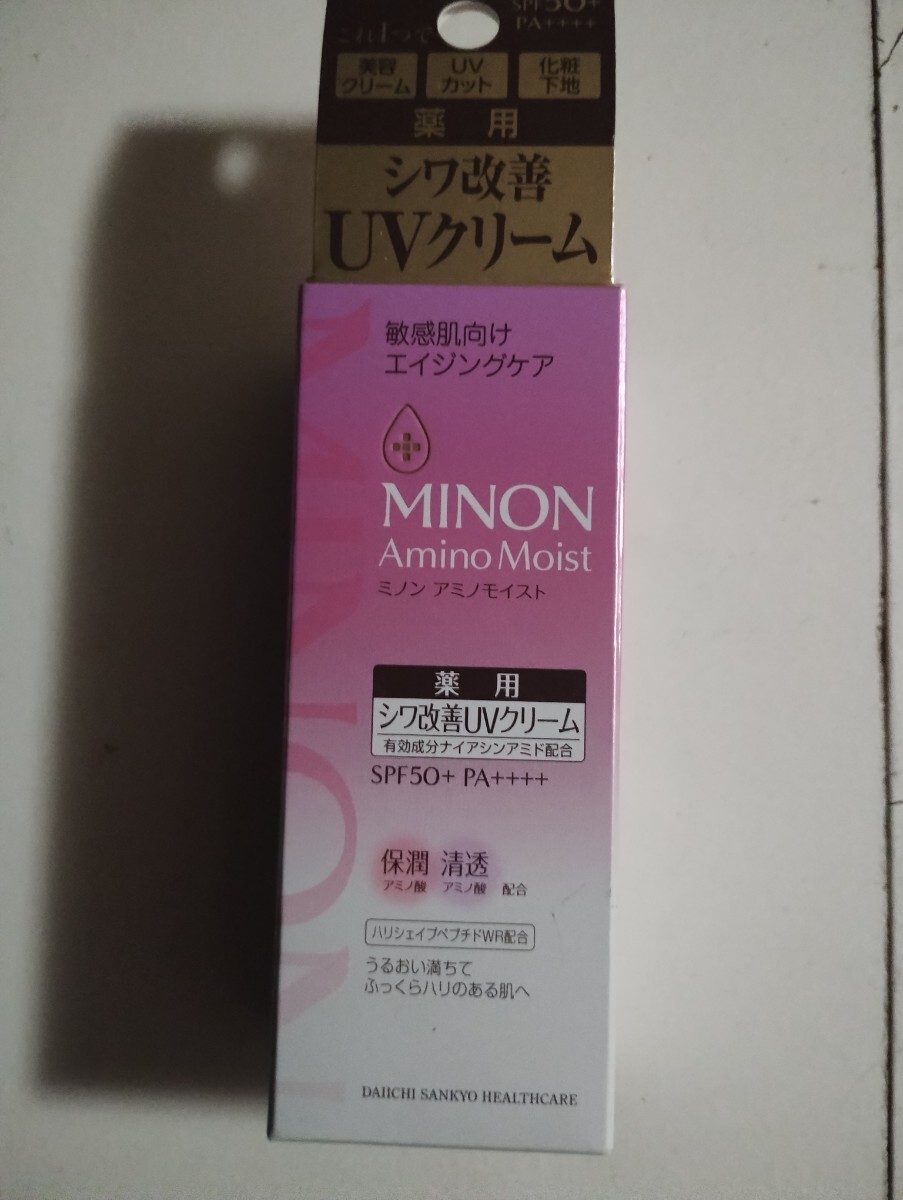 これ1つで
SPF50+
PA++++
美容
クリーム
UV
カット
化粧
下地
薬用
シワ改善
UVクリーム
敏感肌向け
エイジングケア
MINON
Amino Moist
ミノン アミノモイスト
薬用
シワ改善UVクリーム
有効成分ナイアシンアミド配合
SPF50+ PA++++
保潤 清透
アミノ酸 アミノ酸 配合
ハリシェイプペプチドWR配合
うるおい満ちて
ふっくらハリのある肌へ
DAIICHI SANKYO HEALTHCARE
MINON